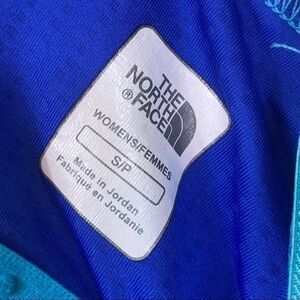 THE
NORTH
FACE
®
WOMENS/FEMMES
S/P
Made in Jordan
Fabriqué en Jordanie